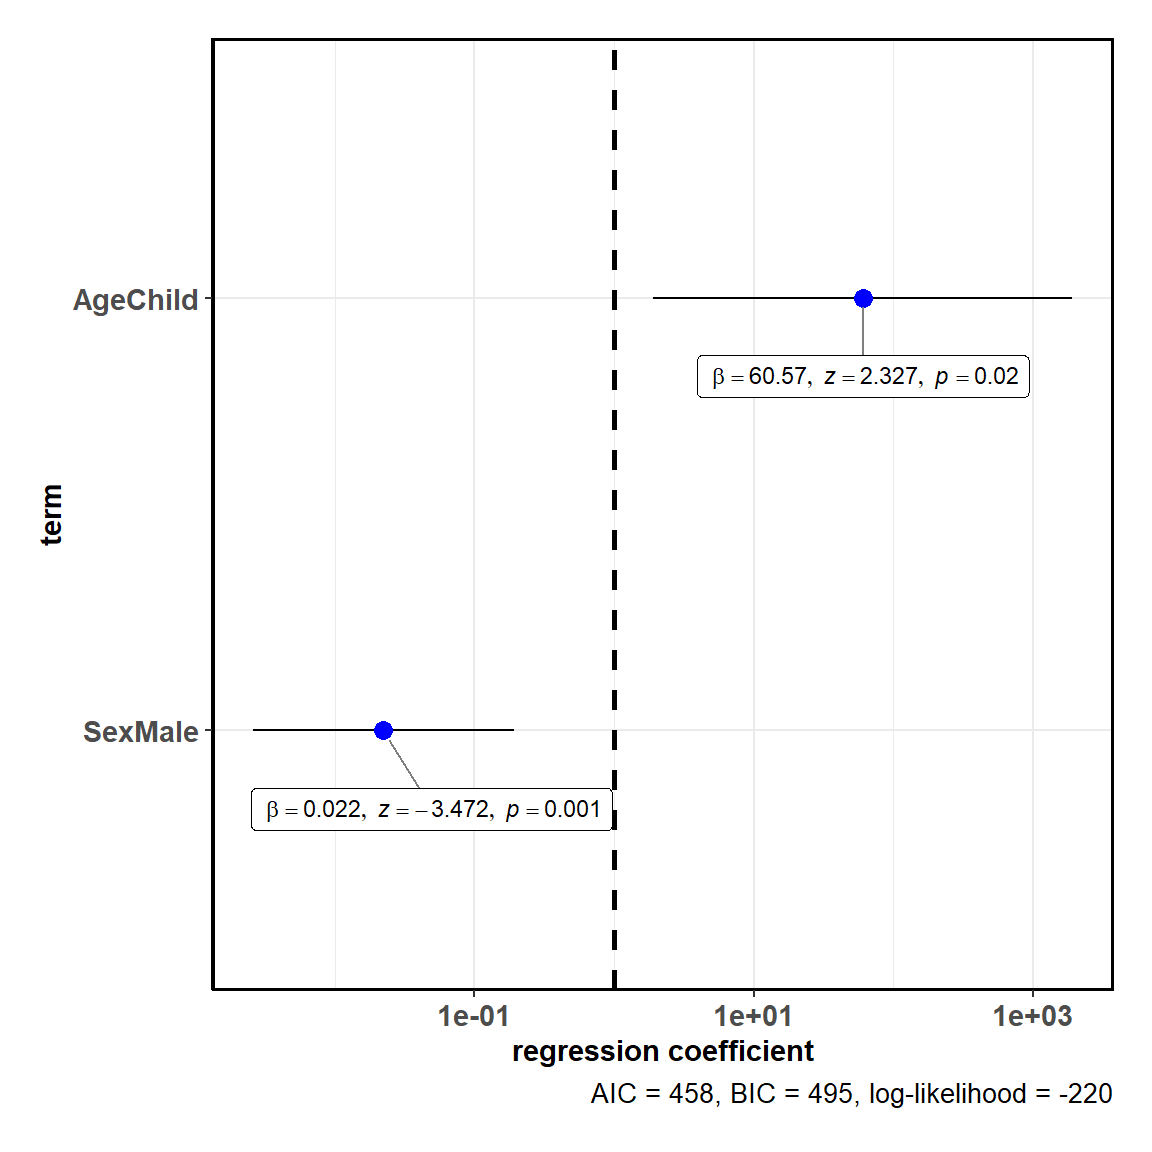 AgeChild
β = 60.57, z = 2.327, p = 0.02
term
SexMale
β = 0.022, z = −3.472, p = 0.001
1e-01 1e+01 1e+03
regression coefficient
AIC = 458, BIC = 495, log-likelihood = -220